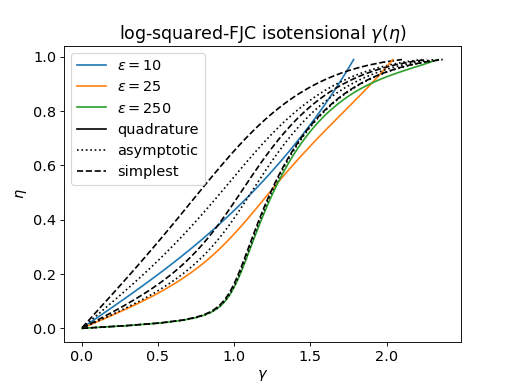 log-squared-FJC isotensional γ(η)
1.0
0.8
0.6
0.4
0.2
0.0
η
ε = 10
ε = 25
ε = 250
quadrature
asymptotic
simplest
0.0 0.5 1.0 1.5 2.0
γ